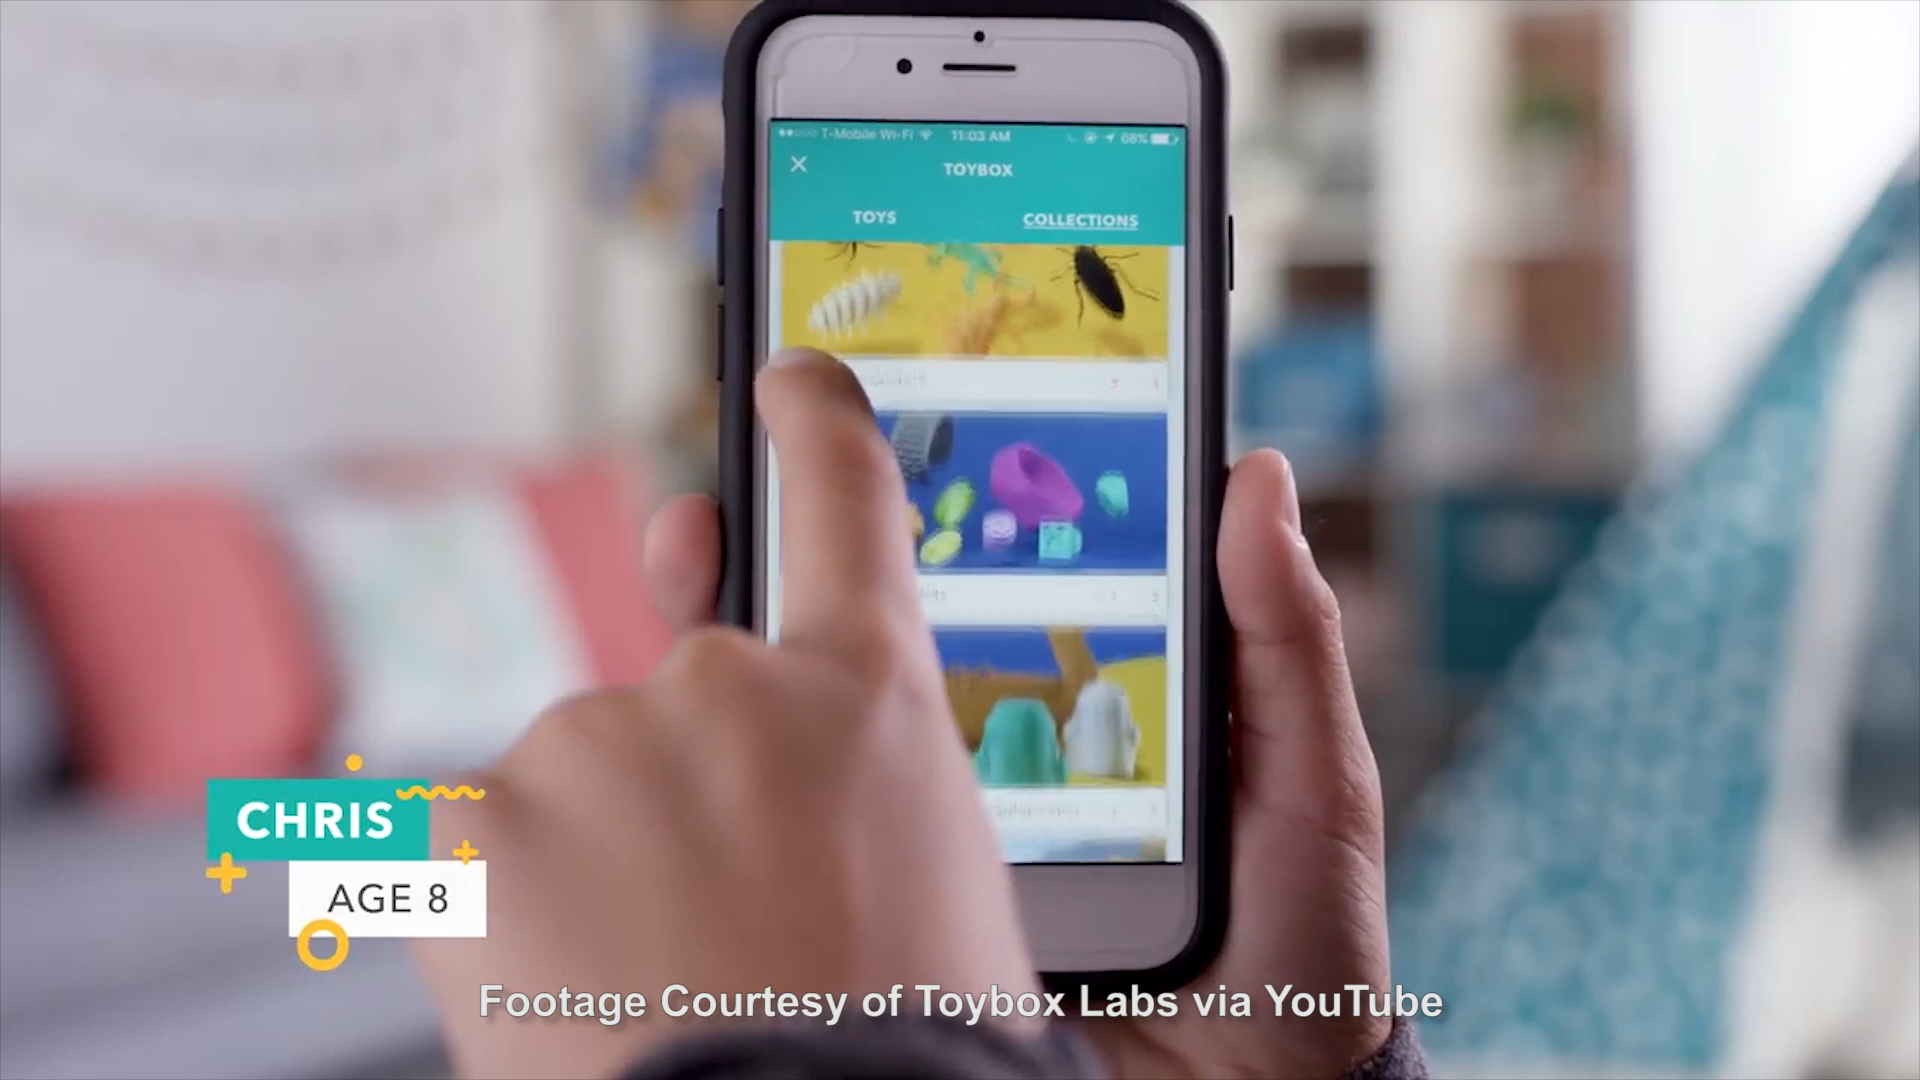 T-Mobile Wi-Fi 11:03 AM 68%
TOYBOX
TOYS COLLECTIONS
CHRIS
AGE 8
Footage Courtesy of Toybox Labs via YouTube